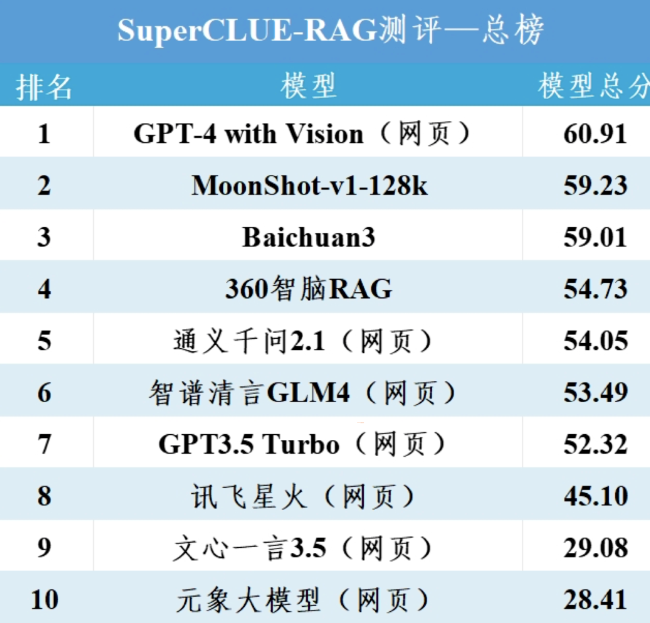 SuperCLUE-RAG测评—总榜
排名 模型 模型总分
1 GPT-4 with Vision（网页） 60.91
2 MoonShot-v1-128k 59.23
3 Baichuan3 59.01
4 360智脑RAG 54.73
5 通义千问2.1（网页） 54.05
6 智谱清言GLM4（网页） 53.49
7 GPT3.5 Turbo（网页） 52.32
8 讯飞星火（网页） 45.10
9 文心一言3.5（网页） 29.08
10 元象大模型（网页） 28.41